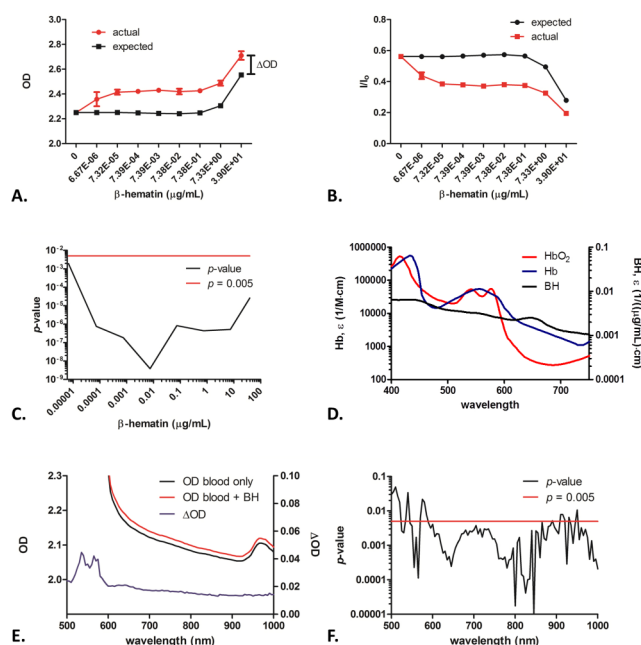 3.0
2.8
2.6
2.4
2.2
2.0
OD
actual
expected
ΔOD
0
6.67E-06
7.32E-05
7.39E-04
7.39E-03
7.38E-02
7.38E-01
7.33E+00
3.90E+01
β-hematin (µg/mL)
A.
1.0
0.8
0.6
0.4
0.2
0.0
I/I₀
expected
actual
0
6.67E-06
7.32E-05
7.39E-04
7.39E-03
7.38E-02
7.38E-01
7.33E+00
3.90E+01
β-hematin (µg/mL)
B.
10⁻²
10⁻³
10⁻⁴
10⁻⁵
10⁻⁶
10⁻⁷
10⁻⁸
10⁻⁹
p-value
p-value
p = 0.005
0.00001
0.0001
0.001
0.01
0.1
1
10
100
β-hematin (µg/mL)
C.
1000000
100000
10000
1000
100
Hb, ε (1/M·cm)
HbO₂
Hb
BH
0.1
0.01
0.001
0.0001
BH, ε (1/(µg/mL)·cm)
400
500
600
700
wavelength
D.
2.3
2.2
2.1
2.0
OD
OD blood only
OD blood + BH
ΔOD
0.10
0.08
0.06
0.04
0.02
0.00
ΔOD
500
600
700
800
900
1000
wavelength (nm)
E.
0.1
0.01
0.001
0.0001
0.00001
p-value
p-value
p = 0.005
500
600
700
800
900
1000
wavelength (nm)
F.